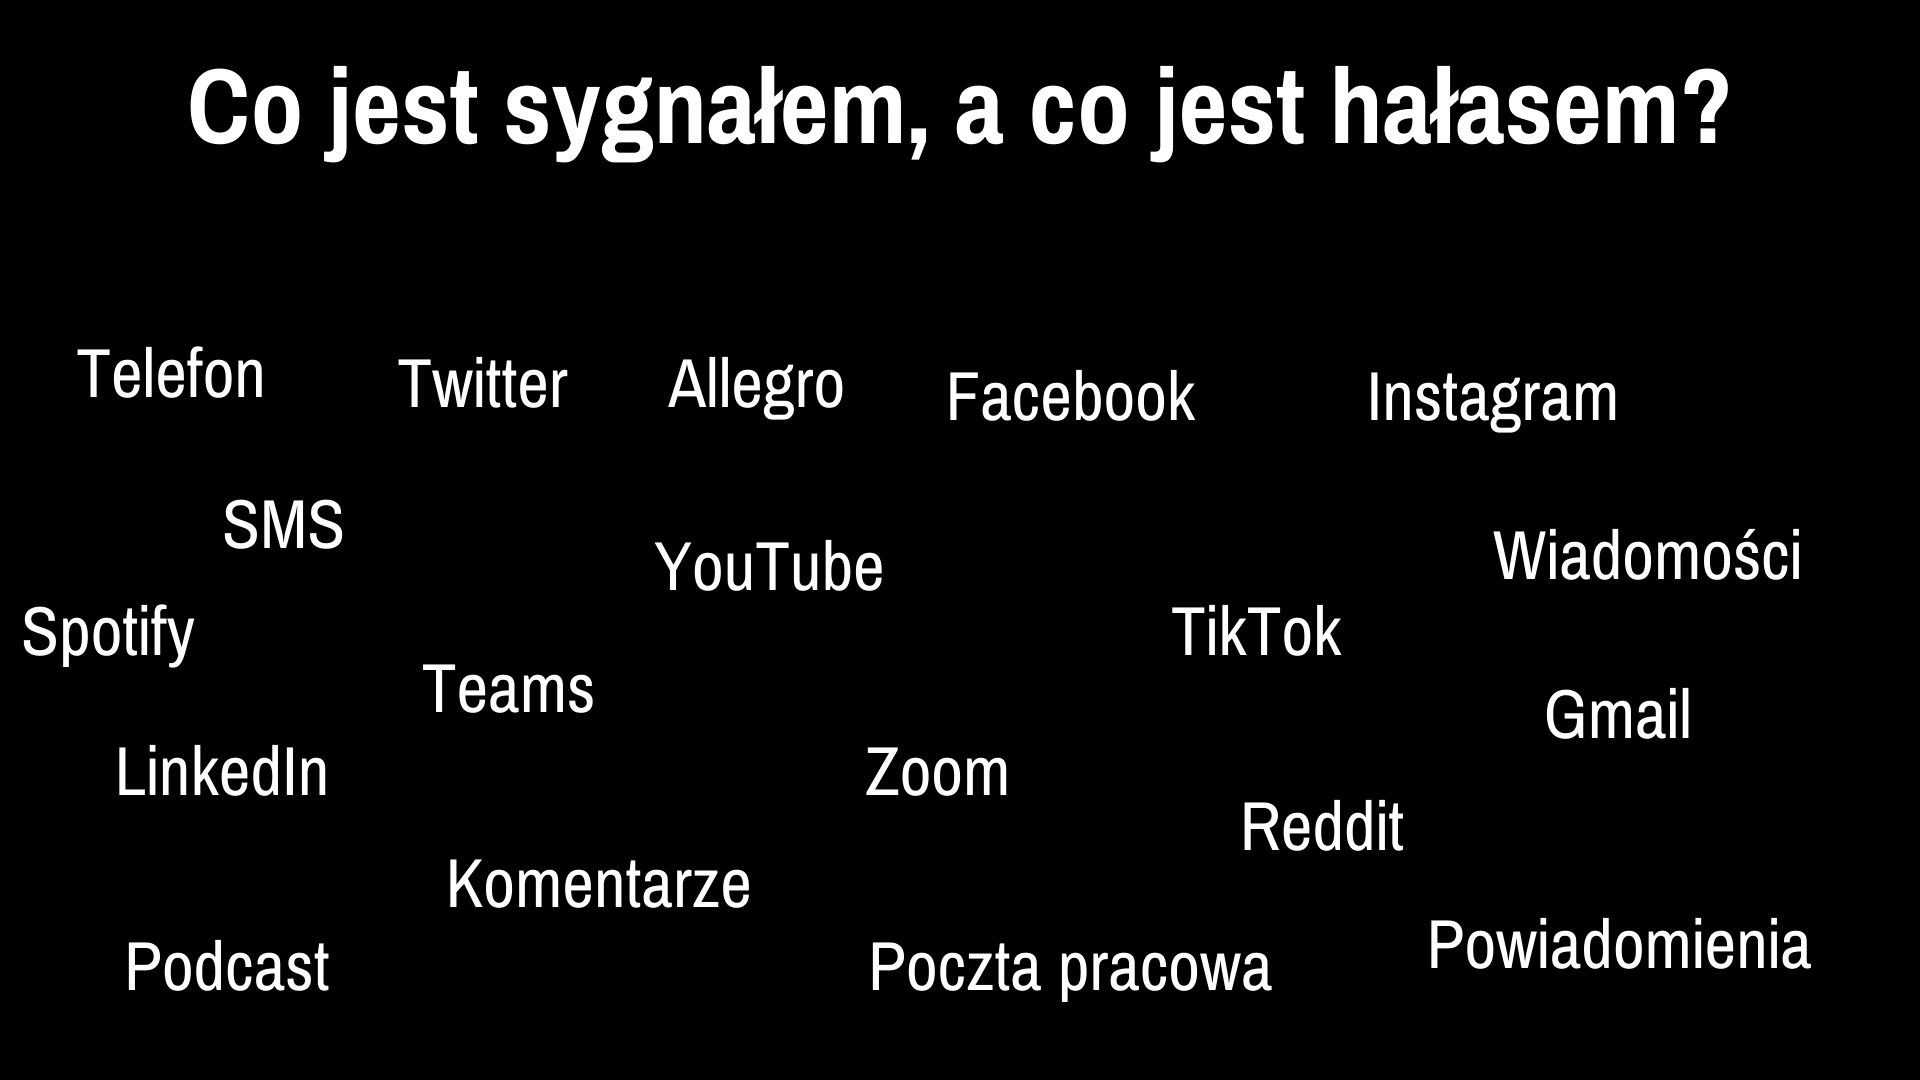 Co jest sygnałem, a co jest hałasem?
Telefon
Twitter
Allegro
Facebook
Instagram
SMS
YouTube
Wiadomości
Spotify
TikTok
Teams
Gmail
LinkedIn
Zoom
Reddit
Komentarze
Powiadomienia
Podcast
Poczta pracowa